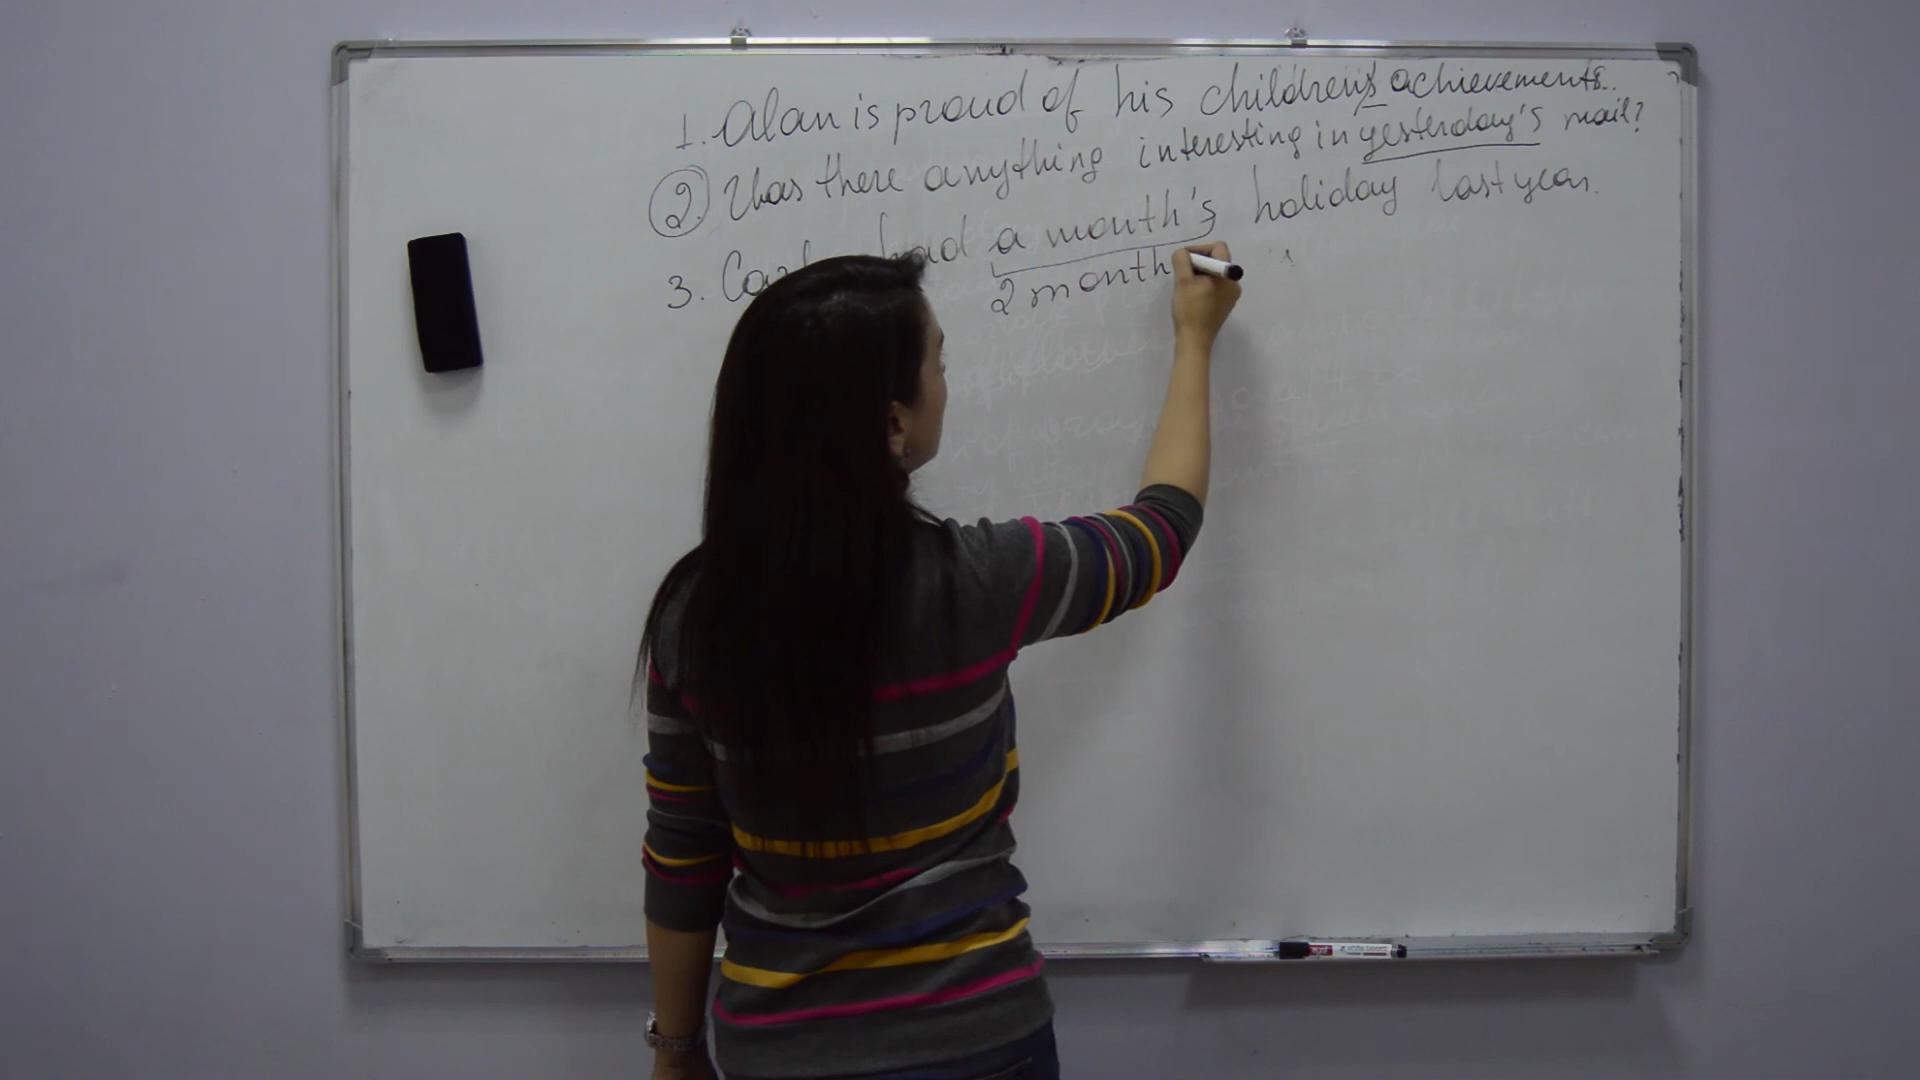 1. Alan is proud of his children's achievements.
2. Was there anything interesting in yesterday's mail?
3. had a month's holiday last year.
2 month